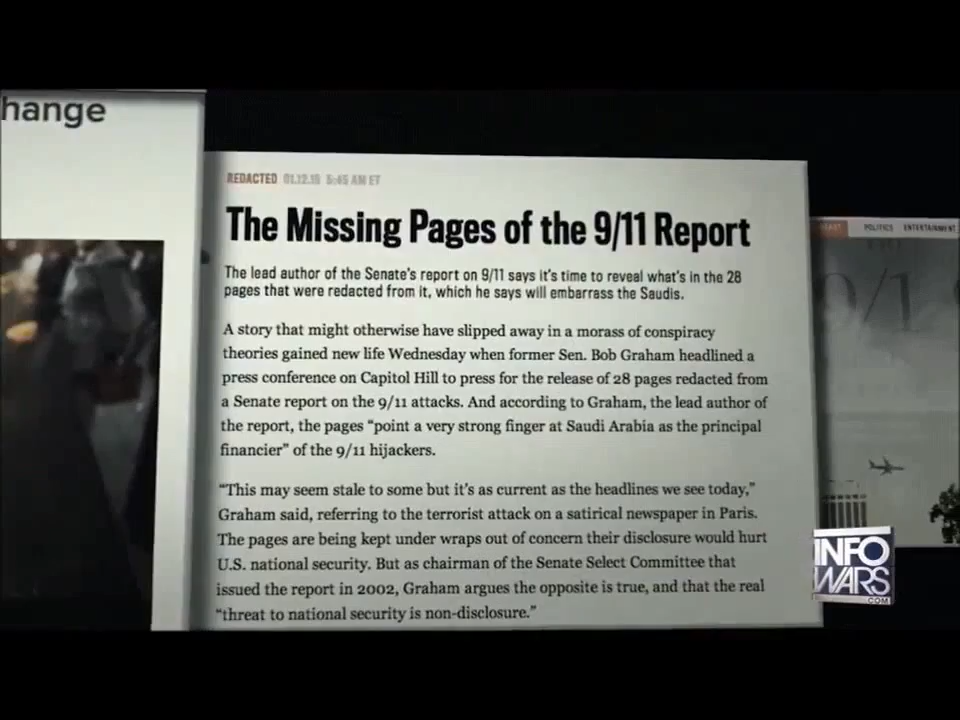 hange
REDACTED 01.12.15 5:45 AM ET
The Missing Pages of the 9/11 Report
The lead author of the Senate's report on 9/11 says it's time to reveal what's in the 28
pages that were redacted from it, which he says will embarrass the Saudis.
A story that might otherwise have slipped away in a morass of conspiracy
theories gained new life Wednesday when former Sen. Bob Graham headlined a
press conference on Capitol Hill to press for the release of 28 pages redacted from
a Senate report on the 9/11 attacks. And according to Graham, the lead author of
the report, the pages “point a very strong finger at Saudi Arabia as the principal
financier” of the 9/11 hijackers.
“This may seem stale to some but it's as current as the headlines we see today,”
Graham said, referring to the terrorist attack on a satirical newspaper in Paris.
The pages are being kept under wraps out of concern their disclosure would hurt
U.S. national security. But as chairman of the Senate Select Committee that
issued the report in 2002, Graham argues the opposite is true, and that the real
“threat to national security is non-disclosure.”
POLITICS ENTERTAINMENT
9/1
INFO
WARS
.COM